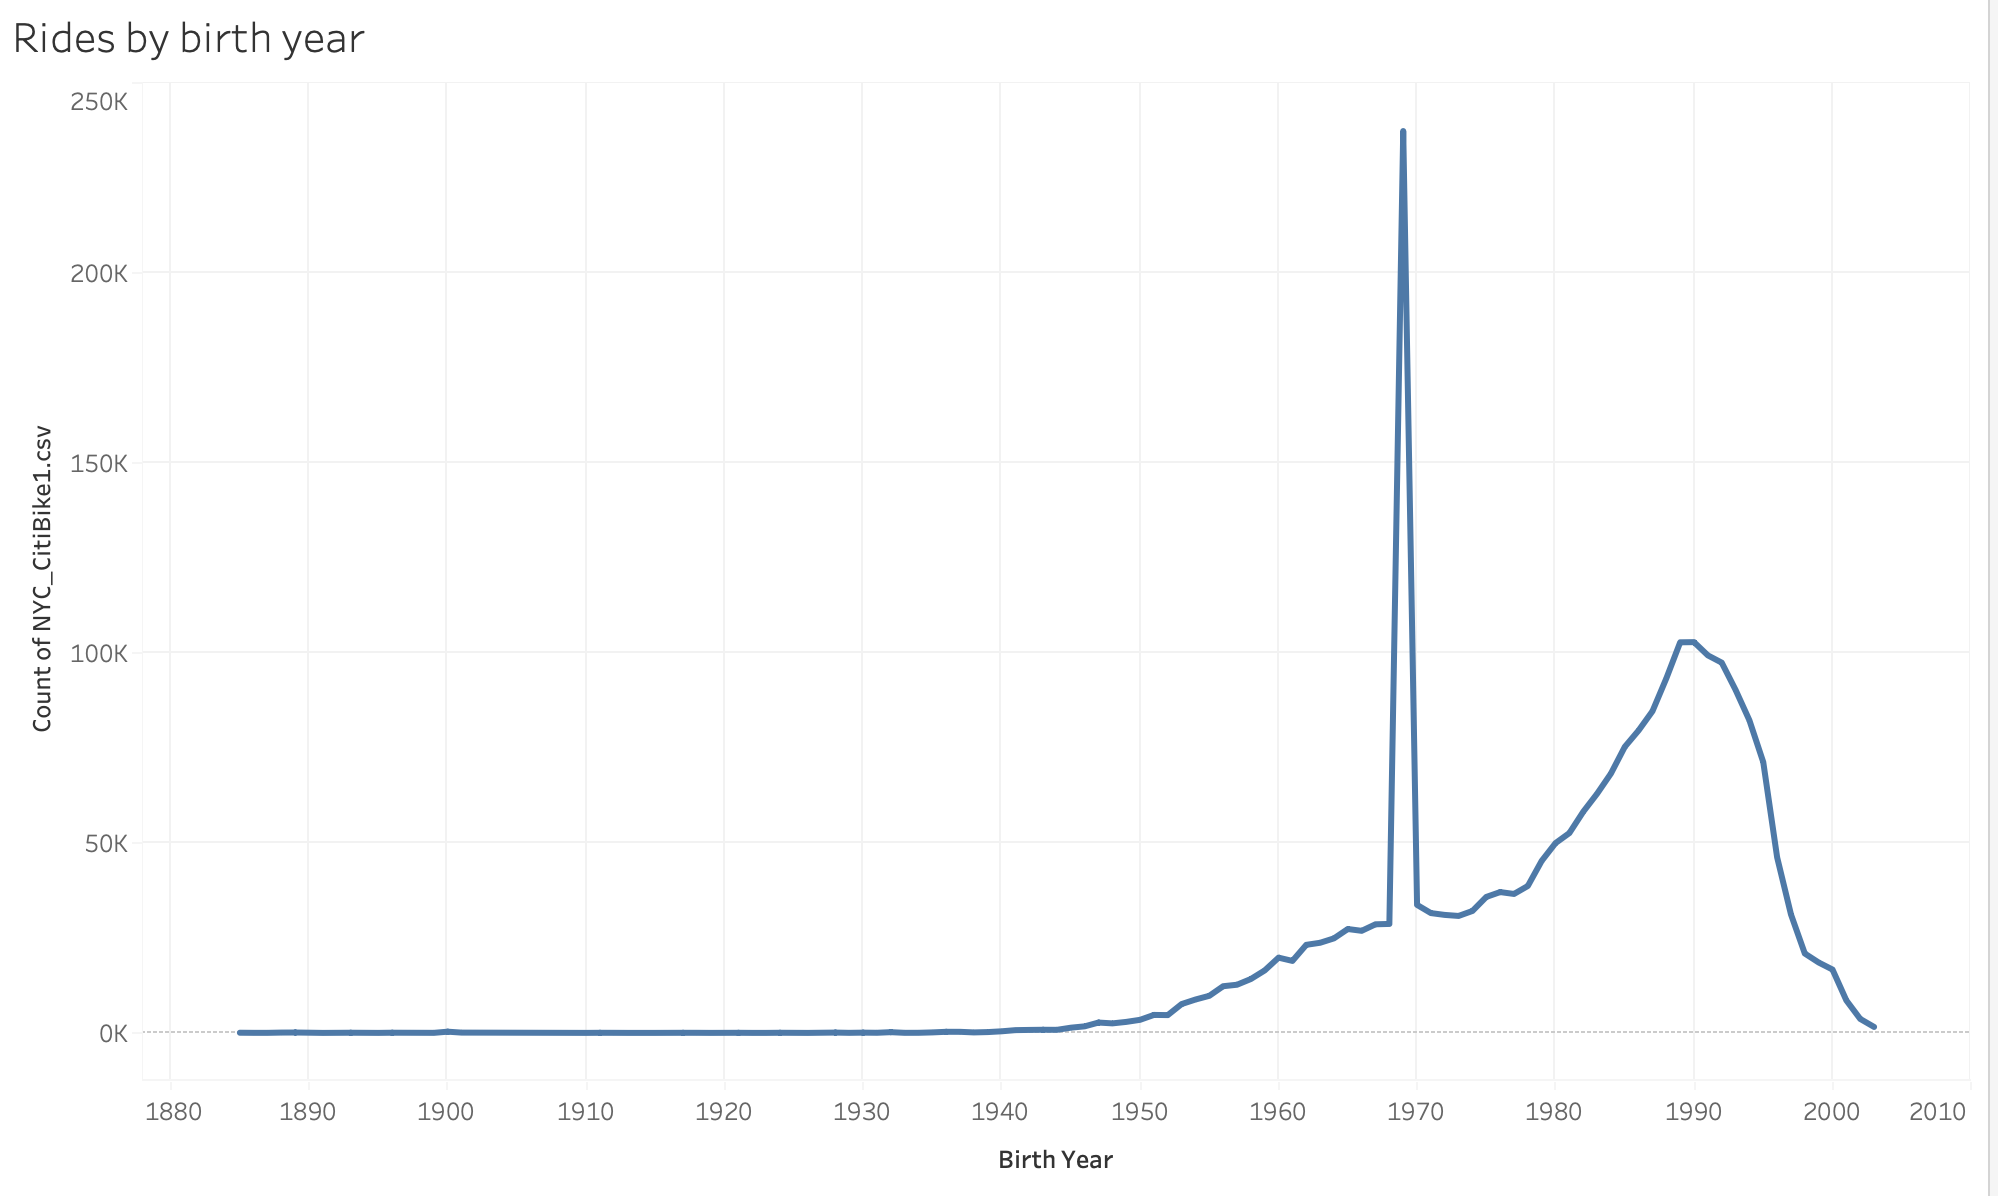 Rides by birth year
250K
200K
150K
100K
50K
0K
Count of NYC_CitiBike1.csv
1880 1890 1900 1910 1920 1930 1940 1950 1960 1970 1980 1990 2000 2010
Birth Year